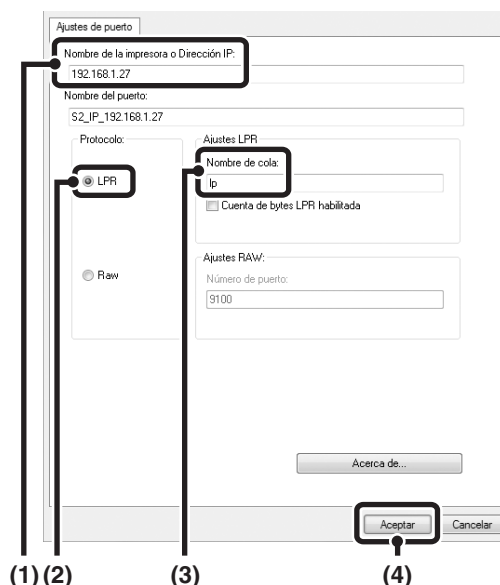 Ajustes de puerto
Nombre de la impresora o Dirección IP:
192.168.1.27
Nombre del puerto:
S2_IP_192.168.1.27
Protocolo:
Ajustes LPR
LPR
Nombre de cola:
lp
Cuenta de bytes LPR habilitada
Raw
Ajustes RAW:
Número de puerto:
9100
Acerca de...
Aceptar
Cancelar
(1) (2) (3) (4)